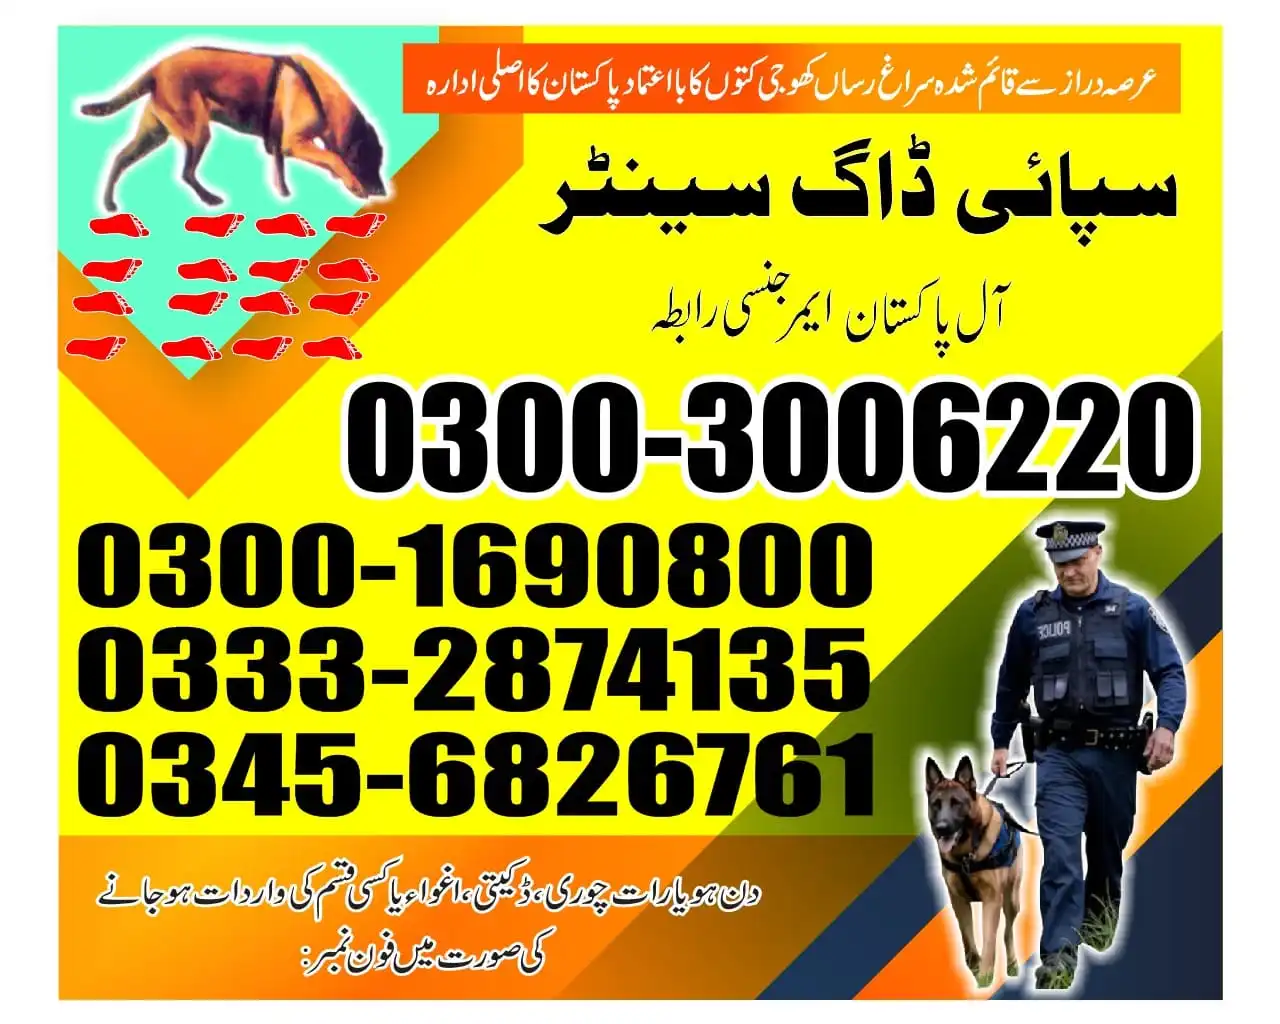 عرصہ دراز سے قائم شدہ سراغ رساں کھوجی کتوں کا بااعتماد پاکستان کا اصلی ادارہ
سپائی ڈاگ سینٹر
آل پاکستان ایمرجنسی رابطہ
0300-3006220
0300-1690800
0333-2874135
0345-6826761
POLICE
دن ہو یا رات چوری، ڈکیتی، اغواء یا کسی قسم کی واردات ہو جانے
کی صورت میں فون نمبر: